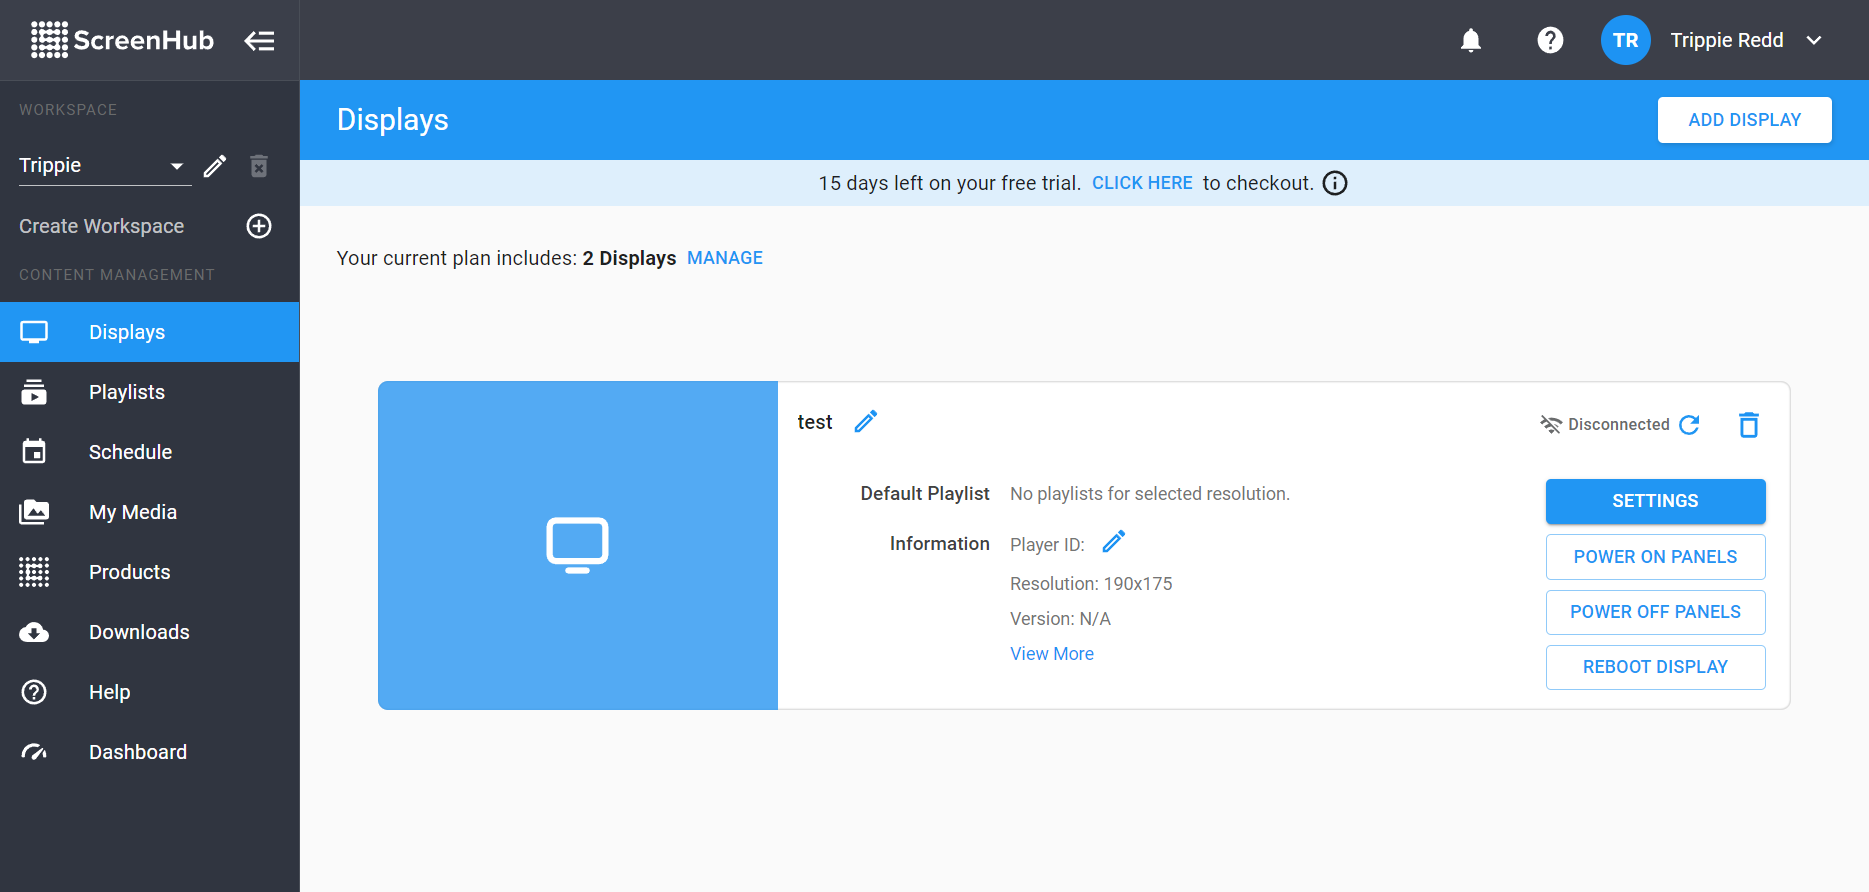 ScreenHub
TR
Trippie Redd
WORKSPACE
Trippie
Create Workspace
CONTENT MANAGEMENT
Displays
Playlists
Schedule
My Media
Products
Downloads
Help
Dashboard
Displays
ADD DISPLAY
15 days left on your free trial. CLICK HERE to checkout.
Your current plan includes: 2 Displays MANAGE
test
Disconnected
Default Playlist No playlists for selected resolution.
Information Player ID:
Resolution: 190x175
Version: N/A
View More
SETTINGS
POWER ON PANELS
POWER OFF PANELS
REBOOT DISPLAY